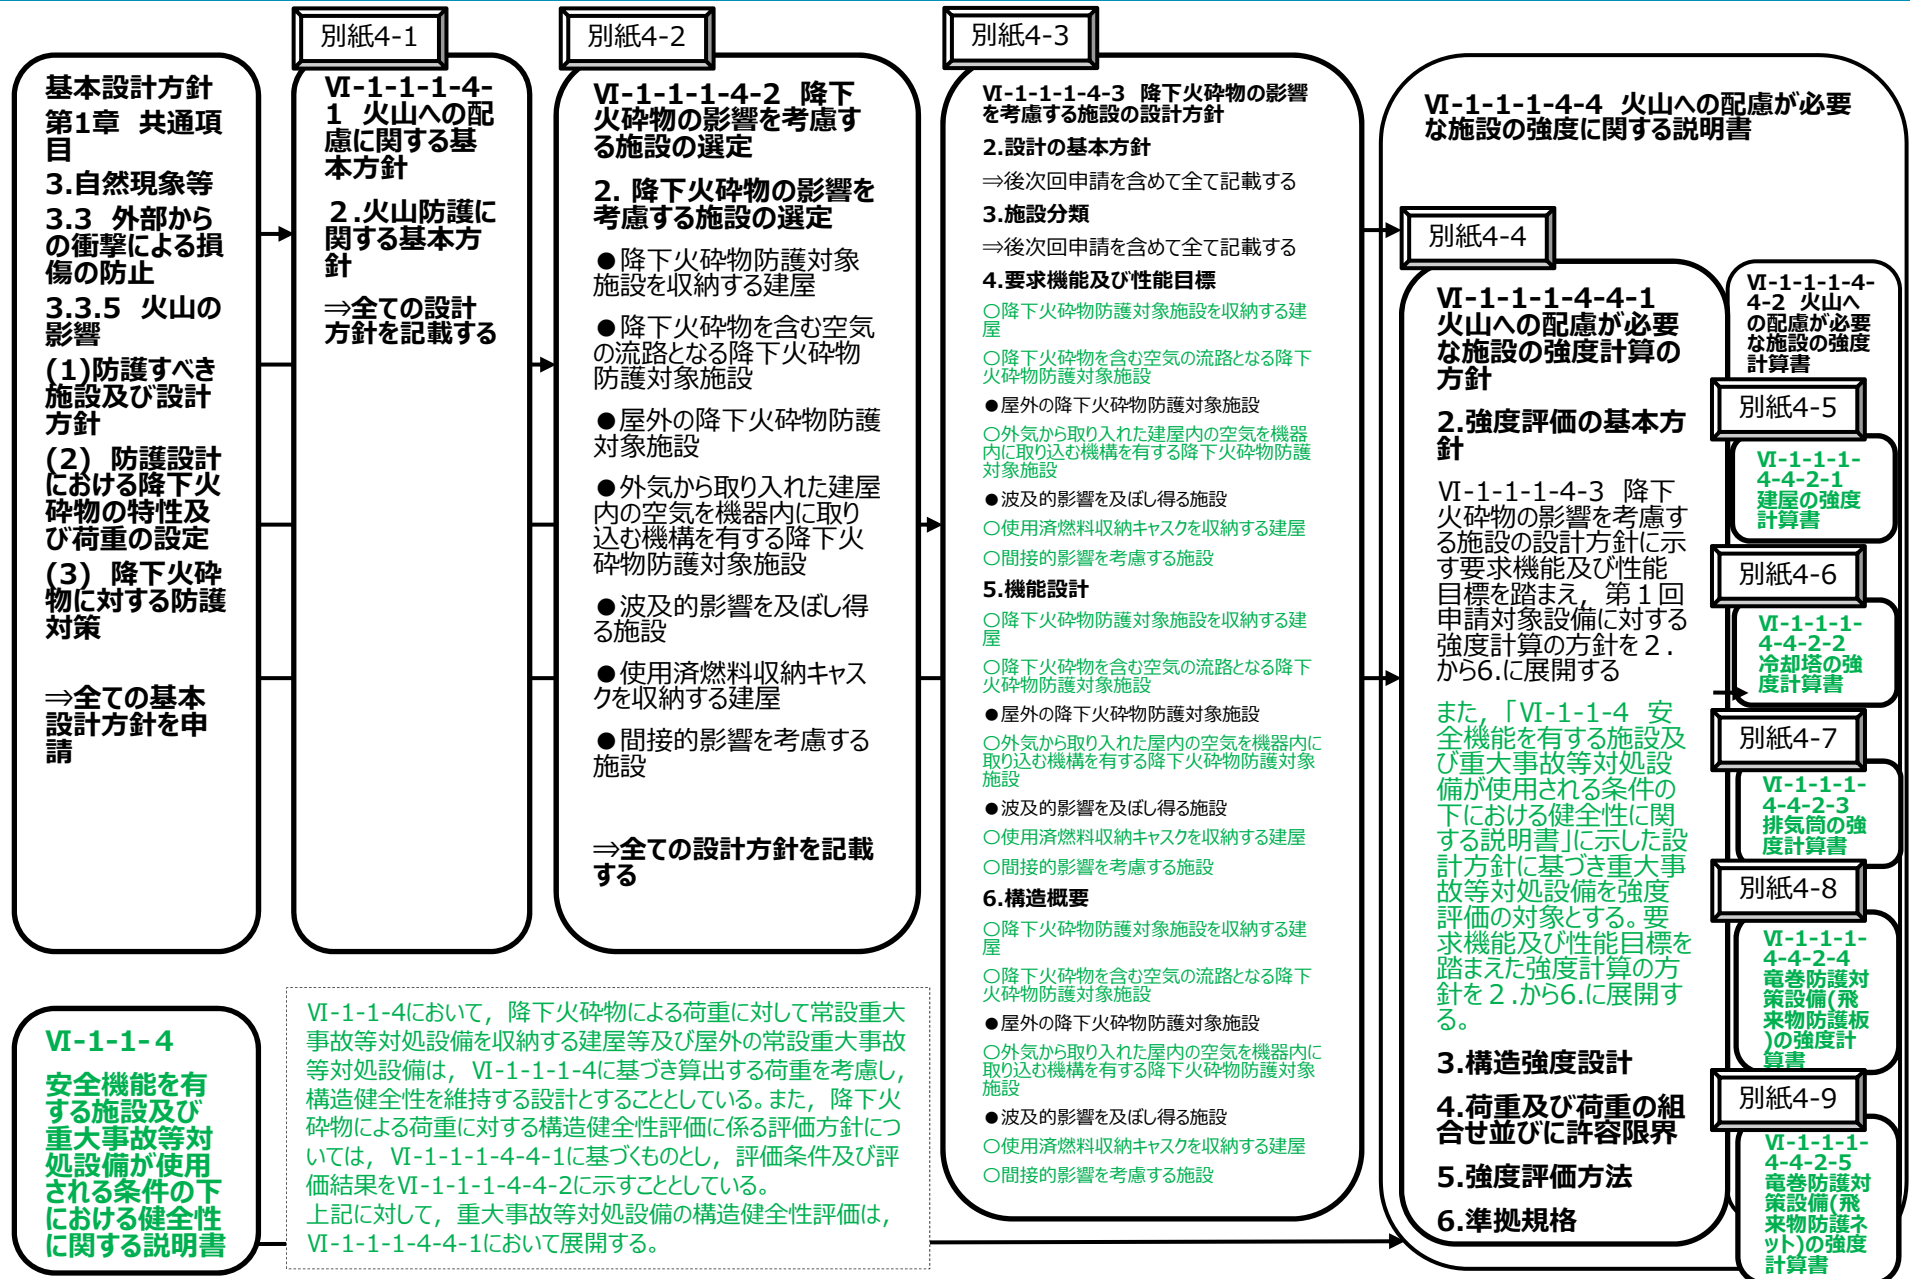 基本設計方針
第1章 共通項
目
3.自然現象等
3.3 外部から
の衝撃による損
傷の防止
3.3.5 火山の
影響
(1)防護すべき
施設及び設計
方針
(2) 防護設計
における降下火
砕物の特性及
び荷重の設定
(3) 降下火砕
物に対する防護
対策
⇒全ての基本
設計方針を申
請
別紙4-1
Ⅵ-1-1-1-4-
1 火山への配
慮に関する基
本方針
２.火山防護に
関する基本方
針
⇒全ての設計
方針を記載する
別紙4-2
Ⅵ-1-1-1-4-2 降下
火砕物の影響を考慮す
る施設の選定
2. 降下火砕物の影響を
考慮する施設の選定
●降下火砕物防護対象
施設を収納する建屋
●降下火砕物を含む空気
の流路となる降下火砕物
防護対象施設
●屋外の降下火砕物防護
対象施設
●外気から取り入れた建屋
内の空気を機器内に取り
込む機構を有する降下火
砕物防護対象施設
●波及的影響を及ぼし得
る施設
●使用済燃料収納キャス
クを収納する建屋
●間接的影響を考慮する
施設
⇒全ての設計方針を記載
する
別紙4-3
Ⅵ-1-1-1-4-3 降下火砕物の影響
を考慮する施設の設計方針
2.設計の基本方針
⇒後次回申請を含めて全て記載する
3.施設分類
⇒後次回申請を含めて全て記載する
4.要求機能及び性能目標
○降下火砕物防護対象施設を収納する建
屋
○降下火砕物を含む空気の流路となる降下
火砕物防護対象施設
●屋外の降下火砕物防護対象施設
○外気から取り入れた建屋内の空気を機器
内に取り込む機構を有する降下火砕物防護
対象施設
●波及的影響を及ぼし得る施設
○使用済燃料収納キャスクを収納する建屋
○間接的影響を考慮する施設
5.機能設計
○降下火砕物防護対象施設を収納する建
屋
○降下火砕物を含む空気の流路となる降下
火砕物防護対象施設
●屋外の降下火砕物防護対象施設
○外気から取り入れた屋内の空気を機器内に
取り込む機構を有する降下火砕物防護対象
施設
●波及的影響を及ぼし得る施設
○使用済燃料収納キャスクを収納する建屋
○間接的影響を考慮する施設
6.構造概要
○降下火砕物防護対象施設を収納する建
屋
○降下火砕物を含む空気の流路となる降下
火砕物防護対象施設
●屋外の降下火砕物防護対象施設
○外気から取り入れた屋内の空気を機器内に
取り込む機構を有する降下火砕物防護対象
施設
●波及的影響を及ぼし得る施設
○使用済燃料収納キャスクを収納する建屋
○間接的影響を考慮する施設
Ⅵ-1-1-1-4-4 火山への配慮が必要
な施設の強度に関する説明書
別紙4-4
Ⅵ-1-1-1-4-4-1
火山への配慮が必要
な施設の強度計算の
方針
2.強度評価の基本方
針
Ⅵ-1-1-1-4-3 降下
火砕物の影響を考慮す
る施設の設計方針に示
す要求機能及び性能
目標を踏まえ，第１回
申請対象設備に対する
強度計算の方針を２.
から6.に展開する
また，「Ⅵ-1-1-4 安
全機能を有する施設及
び重大事故等対処設
備が使用される条件の
下における健全性に関
する説明書」に示した設
計方針に基づき重大事
故等対処設備を強度
評価の対象とする。要
求機能及び性能目標を
踏まえた強度計算の方
針を２.から6.に展開す
る。
3.構造強度設計
4.荷重及び荷重の組
合せ並びに許容限界
5.強度評価方法
6.準拠規格
Ⅵ-1-1-1-4-
4-2 火山へ
の配慮が必要
な施設の強度
計算書
別紙4-5
Ⅵ-1-1-1-
4-4-2-1
建屋の強度
計算書
別紙4-6
Ⅵ-1-1-1-
4-4-2-2
冷却塔の強
度計算書
別紙4-7
Ⅵ-1-1-1-
4-4-2-3
排気筒の強
度計算書
別紙4-8
Ⅵ-1-1-1-
4-4-2-4
竜巻防護対
策設備(飛
来物防護板
)の強度計
算書
別紙4-9
Ⅵ-1-1-1-
4-4-2-5
竜巻防護対
策設備(飛
来物防護ネ
ット)の強度
計算書
Ⅵ-1-1-４
安全機能を有
する施設及び
重大事故等対
処設備が使用
される条件の下
における健全性
に関する説明書
Ⅵ-1-1-4において，降下火砕物による荷重に対して常設重大
事故等対処設備を収納する建屋等及び屋外の常設重大事故
等対処設備は，Ⅵ-1-1-1-4に基づき算出する荷重を考慮し，
構造健全性を維持する設計とすることとしている。また，降下火
砕物による荷重に対する構造健全性評価に係る評価方針につ
いては，Ⅵ-1-1-1-4-4-1に基づくものとし，評価条件及び評
価結果をⅥ-1-1-1-4-4-2に示すこととしている。
上記に対して，重大事故等対処設備の構造健全性評価は，
Ⅵ-1-1-1-4-4-1において展開する。